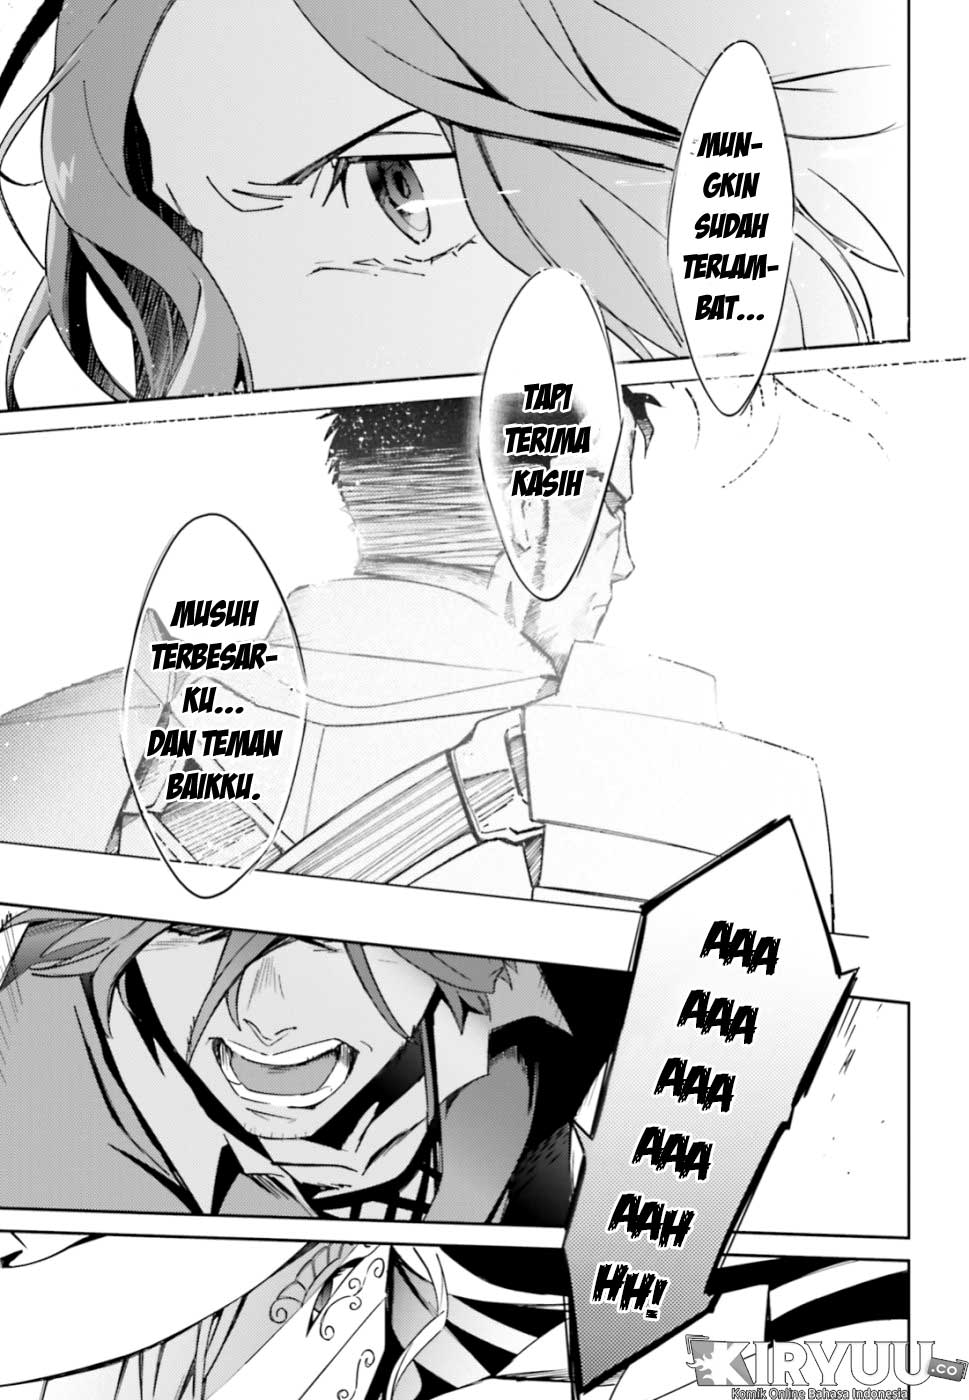 MUN-
GKIN
SUDAH
TERLAM-
BAT...
TAPI
TERIMA
KASIH
MUSUH
TERBESAR-
KU...
DAN TEMAN
BAIKKU.
AAA
AAA
AAA
AAA
AAH
HH!
KIRYUU.CO
Komik Online Bahasa Indonesia